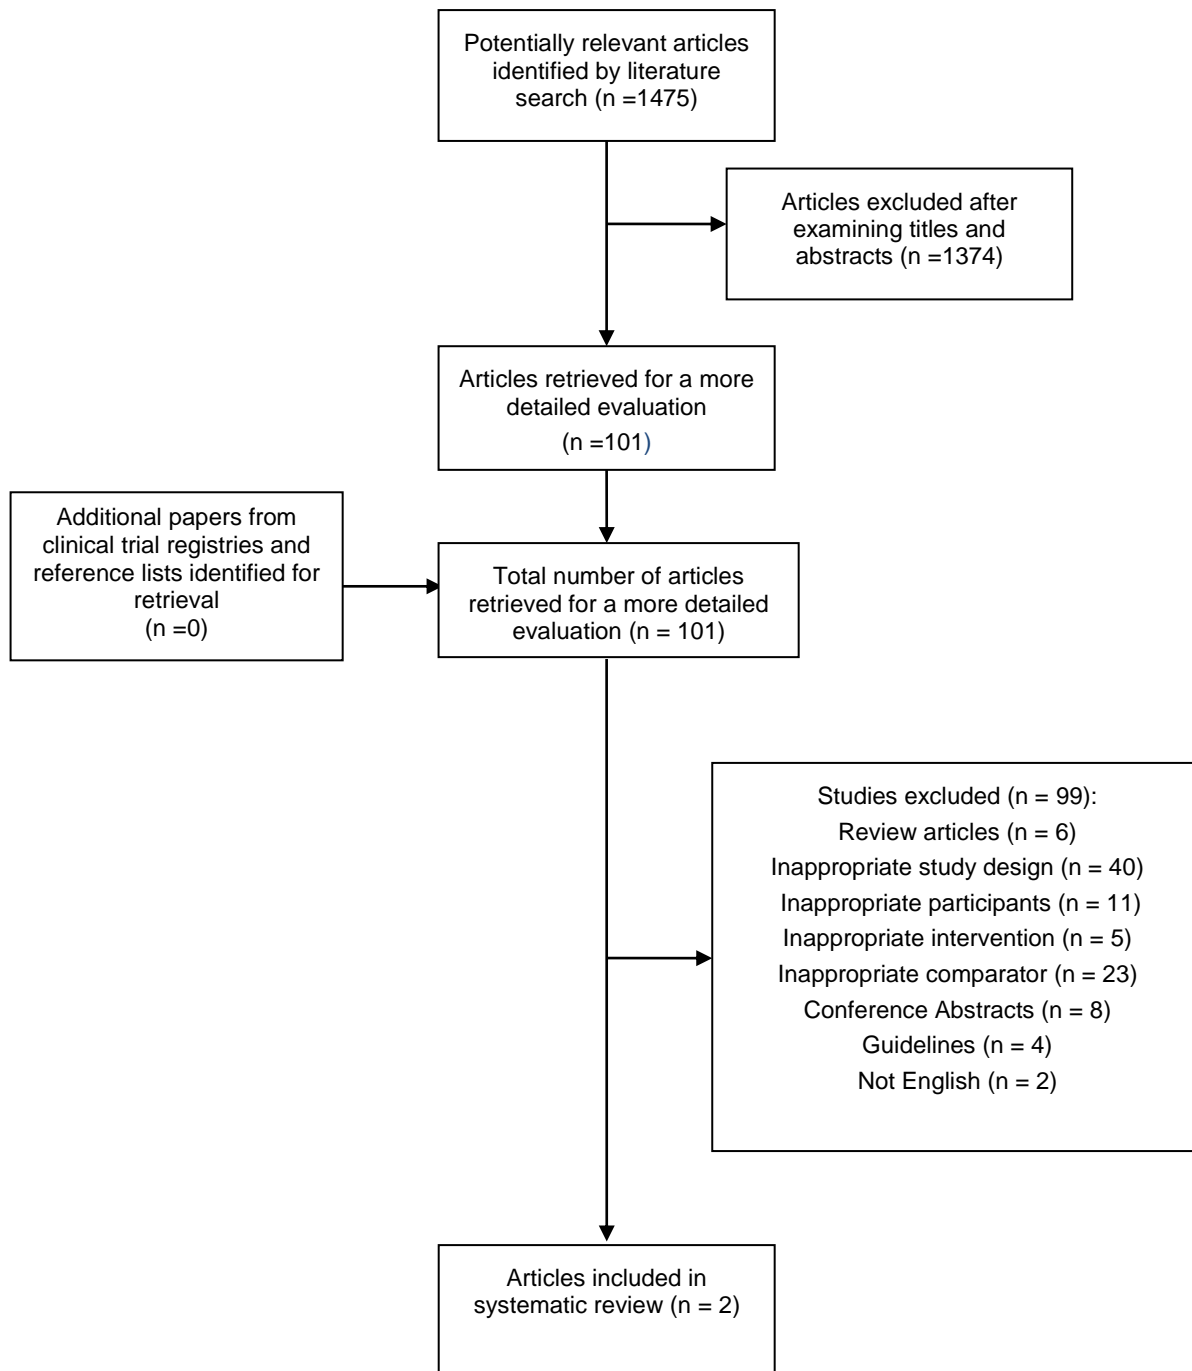 Potentially relevant articles
identified by literature
search (n =1475)
Articles excluded after
examining titles and
abstracts (n =1374)
Articles retrieved for a more
detailed evaluation
(n =101)
Additional papers from
clinical trial registries and
reference lists identified for
retrieval
(n =0)
Total number of articles
retrieved for a more detailed
evaluation (n = 101)
Studies excluded (n = 99):
Review articles (n = 6)
Inappropriate study design (n = 40)
Inappropriate participants (n = 11)
Inappropriate intervention (n = 5)
Inappropriate comparator (n = 23)
Conference Abstracts (n = 8)
Guidelines (n = 4)
Not English (n = 2)
Articles included in
systematic review (n = 2)